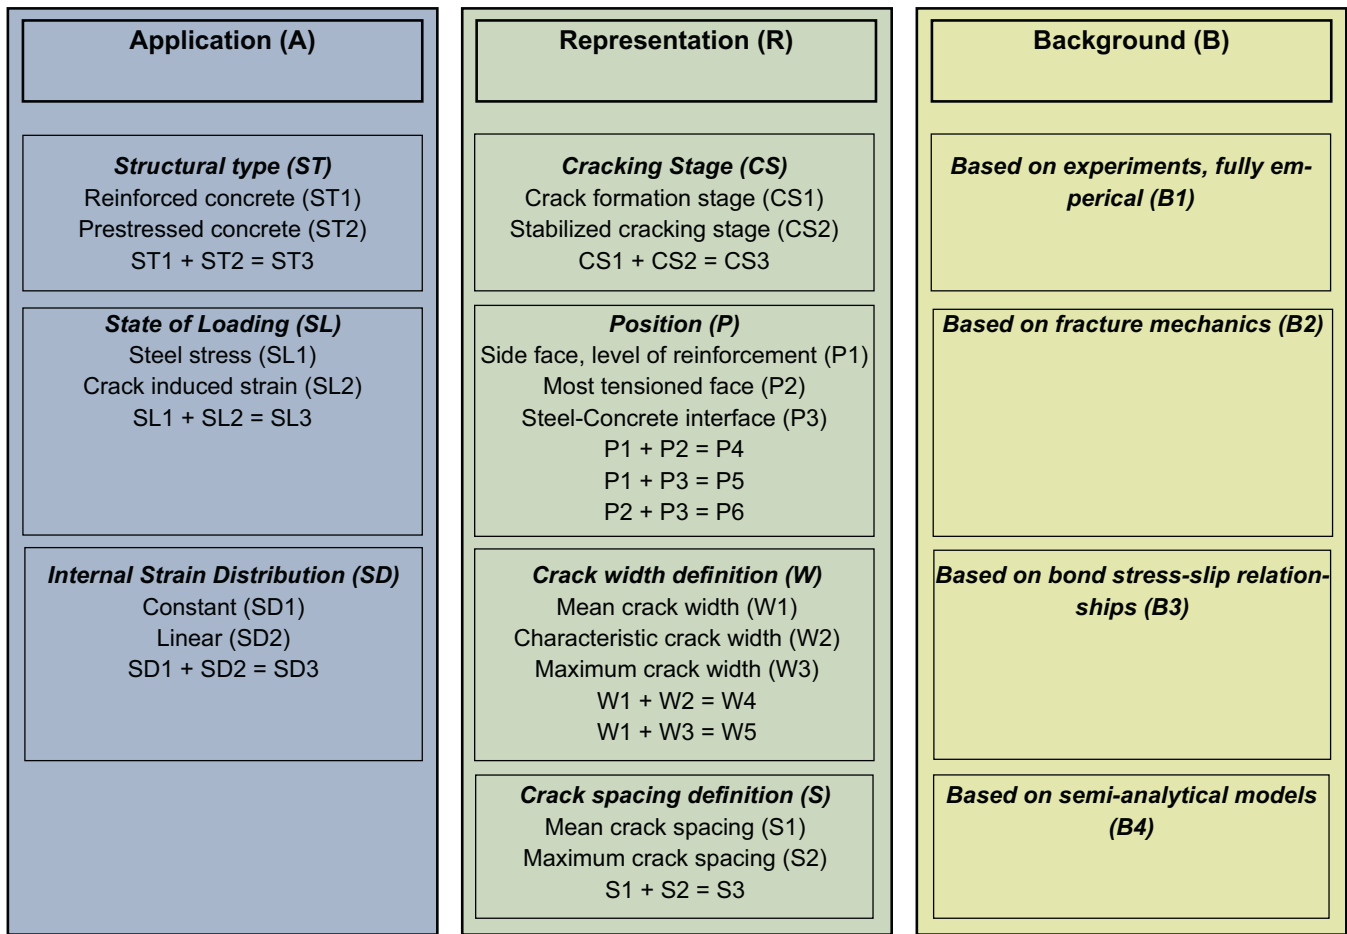 Application (A)
Structural type (ST)
Reinforced concrete (ST1)
Prestressed concrete (ST2)
ST1 + ST2 = ST3
State of Loading (SL)
Steel stress (SL1)
Crack induced strain (SL2)
SL1 + SL2 = SL3
Internal Strain Distribution (SD)
Constant (SD1)
Linear (SD2)
SD1 + SD2 = SD3
Representation (R)
Cracking Stage (CS)
Crack formation stage (CS1)
Stabilized cracking stage (CS2)
CS1 + CS2 = CS3
Position (P)
Side face, level of reinforcement (P1)
Most tensioned face (P2)
Steel-Concrete interface (P3)
P1 + P2 = P4
P1 + P3 = P5
P2 + P3 = P6
Crack width definition (W)
Mean crack width (W1)
Characteristic crack width (W2)
Maximum crack width (W3)
W1 + W2 = W4
W1 + W3 = W5
Crack spacing definition (S)
Mean crack spacing (S1)
Maximum crack spacing (S2)
S1 + S2 = S3
Background (B)
Based on experiments, fully em-
perical (B1)
Based on fracture mechanics (B2)
Based on bond stress-slip relation-
ships (B3)
Based on semi-analytical models
(B4)